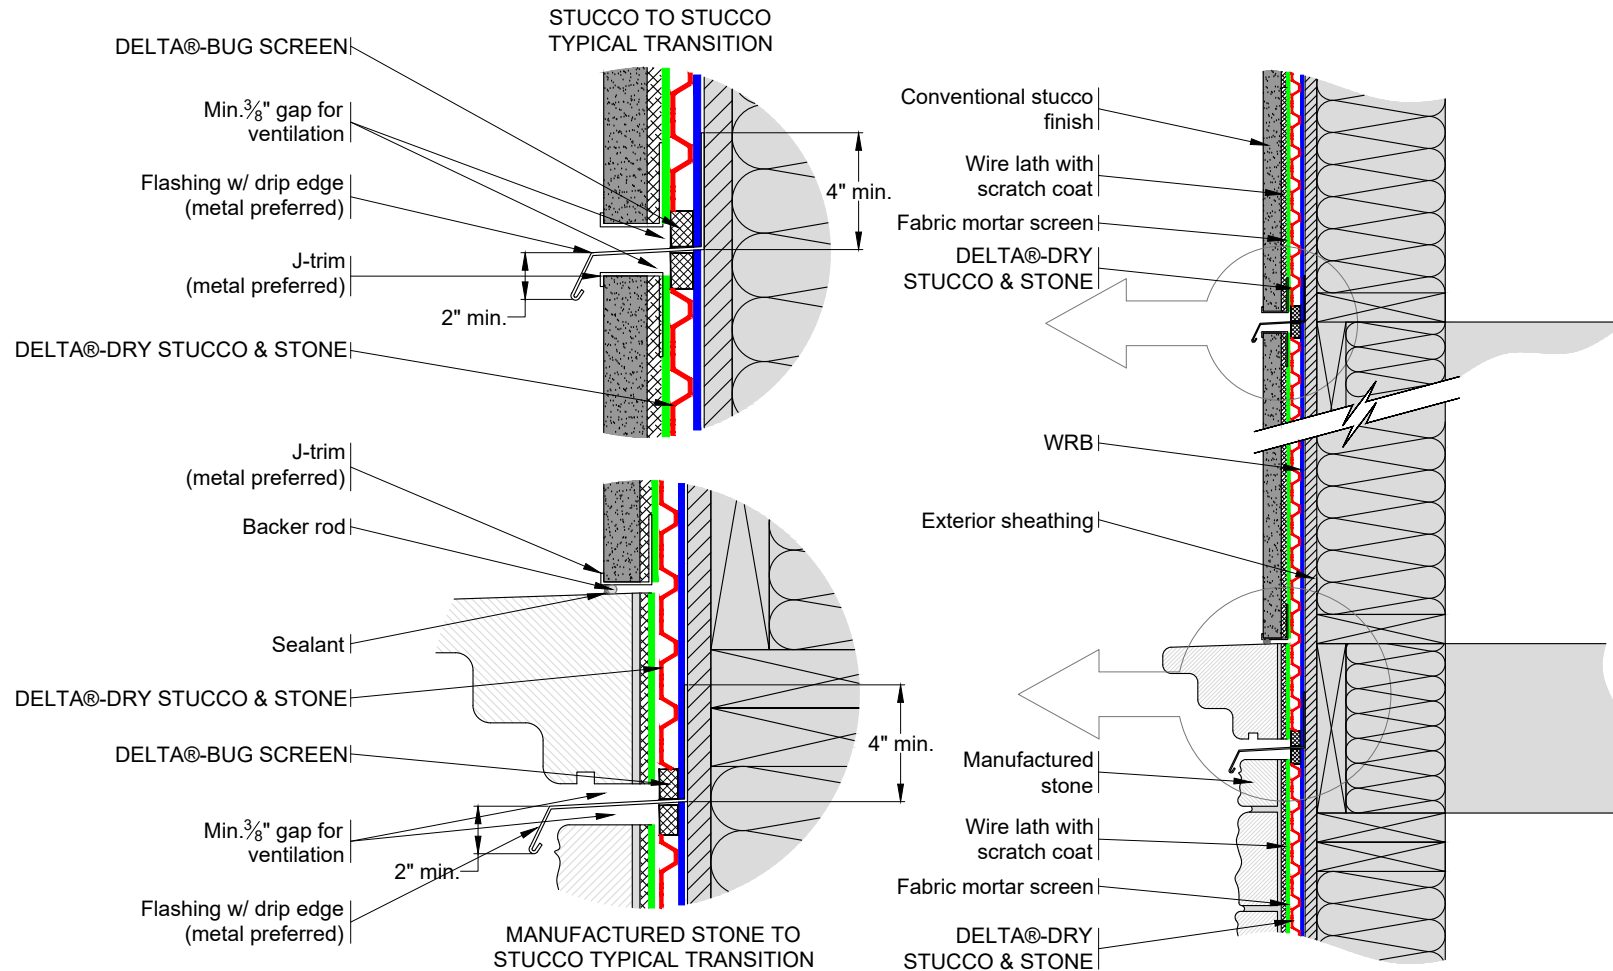 STUCCO TO STUCCO
TYPICAL TRANSITION
DELTA®-BUG SCREEN
Min.⅜" gap for
ventilation
Flashing w/ drip edge
(metal preferred)
J-trim
(metal preferred)
4" min.
2" min.
DELTA®-DRY STUCCO & STONE
J-trim
(metal preferred)
Backer rod
Sealant
DELTA®-DRY STUCCO & STONE
DELTA®-BUG SCREEN
4" min.
Min.⅜" gap for
ventilation
2" min.
Flashing w/ drip edge
(metal preferred)
MANUFACTURED STONE TO
STUCCO TYPICAL TRANSITION
Conventional stucco
finish
Wire lath with
scratch coat
Fabric mortar screen
DELTA®-DRY
STUCCO & STONE
WRB
Exterior sheathing
Manufactured
stone
Wire lath with
scratch coat
Fabric mortar screen
DELTA®-DRY
STUCCO & STONE